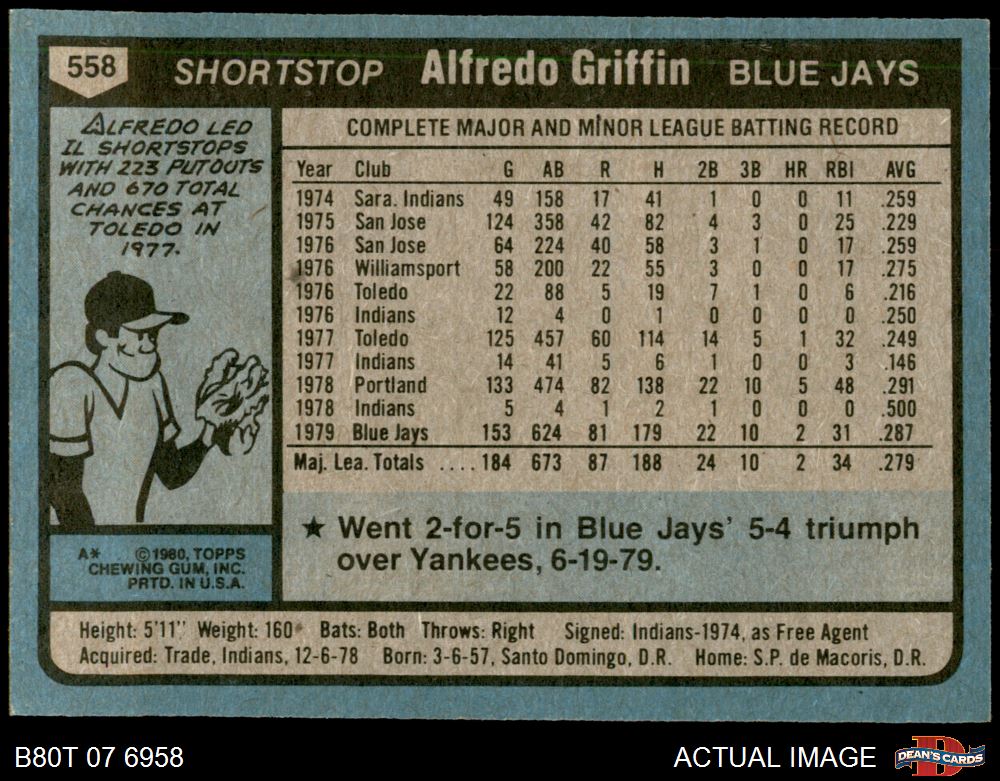 558 SHORTSTOP Alfredo Griffin BLUE JAYS
ALFREDO LED
IL SHORTSTOPS
WITH 223 PUTOUTS
AND 670 TOTAL
CHANCES AT
TOLEDO IN
1977.
A* ©1980, TOPPS
CHEWING GUM, INC.
PRTD. IN U.S.A.
COMPLETE MAJOR AND MINOR LEAGUE BATTING RECORD
Year Club G AB R H 2B 3B HR RBI AVG
1974 Sara. Indians 49 158 17 41 1 0 0 11 .259
1975 San Jose 124 358 42 82 4 3 0 25 .229
1976 San Jose 64 224 40 58 3 1 0 17 .259
1976 Williamsport 58 200 22 55 3 0 0 17 .275
1976 Toledo 22 88 5 19 7 1 0 6 .216
1976 Indians 12 4 0 1 0 0 0 0 .250
1977 Toledo 125 457 60 114 14 5 1 32 .249
1977 Indians 14 41 5 6 1 0 0 3 .146
1978 Portland 133 474 82 138 22 10 5 48 .291
1978 Indians 5 4 1 2 1 0 0 0 .500
1979 Blue Jays 153 624 81 179 22 10 2 31 .287
Maj. Lea. Totals ....184 673 87 188 24 10 2 34 .279
★ Went 2-for-5 in Blue Jays' 5-4 triumph
over Yankees, 6-19-79.
Height: 5'11" Weight: 160 Bats: Both Throws: Right Signed: Indians-1974, as Free Agent
Acquired: Trade, Indians, 12-6-78 Born: 3-6-57, Santo Domingo, D.R. Home: S.P. de Macoris, D.R.
B80T 07 6958 ACTUAL IMAGE D DEAN'S CARDS